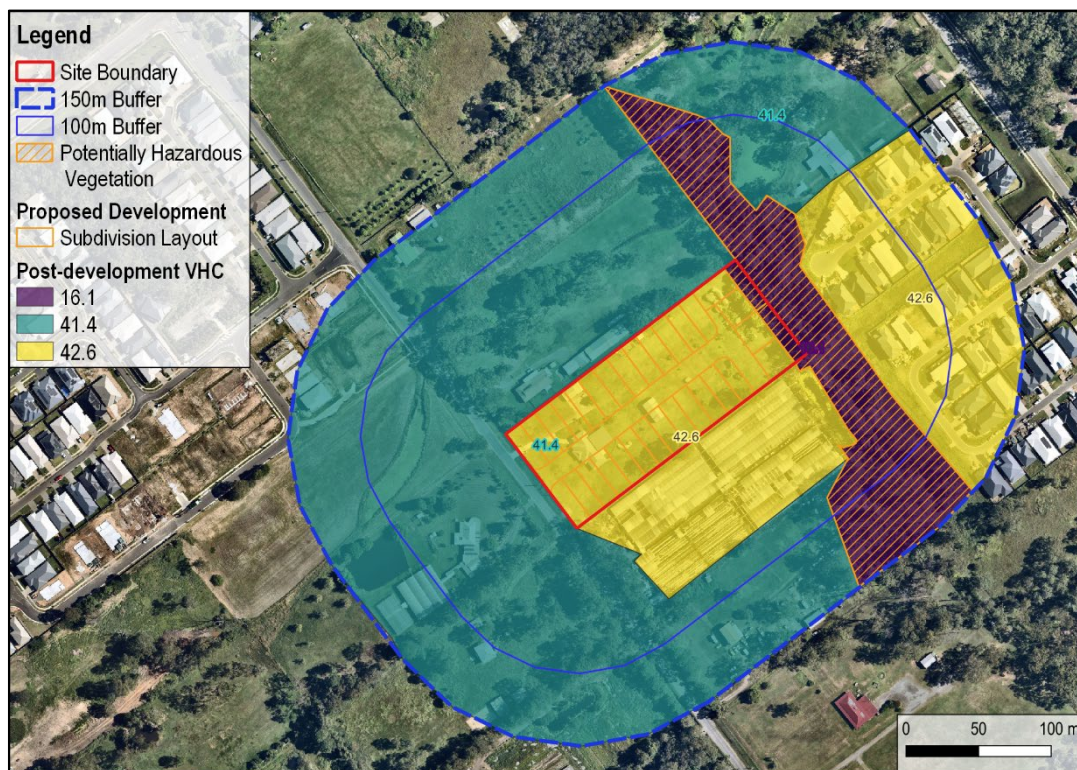 Legend
Site Boundary
150m Buffer
100m Buffer
Potentially Hazardous
Vegetation
Proposed Development
Subdivision Layout
Post-development VHC
16.1
41.4
42.6
41.4
42.6
42.6
41.4
0 50 100 m